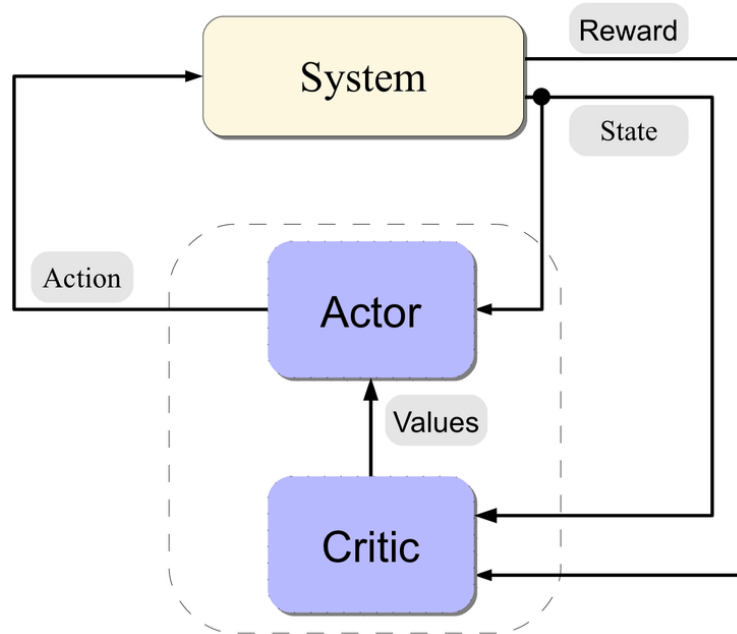 Reward
System
State
Action
Actor
Values
Critic